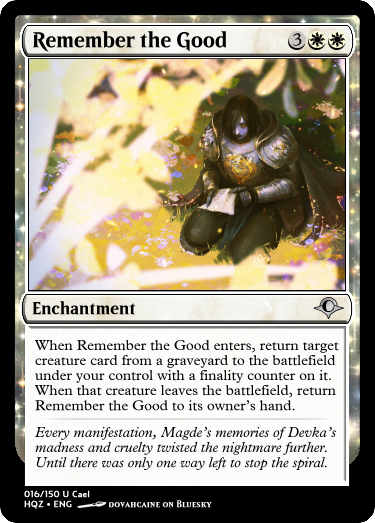 Remember the Good 3
Enchantment
When Remember the Good enters, return target
creature card from a graveyard to the battlefield
under your control with a finality counter on it.
When that creature leaves the battlefield, return
Remember the Good to its owner's hand.
Every manifestation, Magde's memories of Devka's
madness and cruelty twisted the nightmare further.
Until there was only one way left to stop the spiral.
016/150 U Cael
HQZ • ENG DOVAHCAINE ON BLUESKY